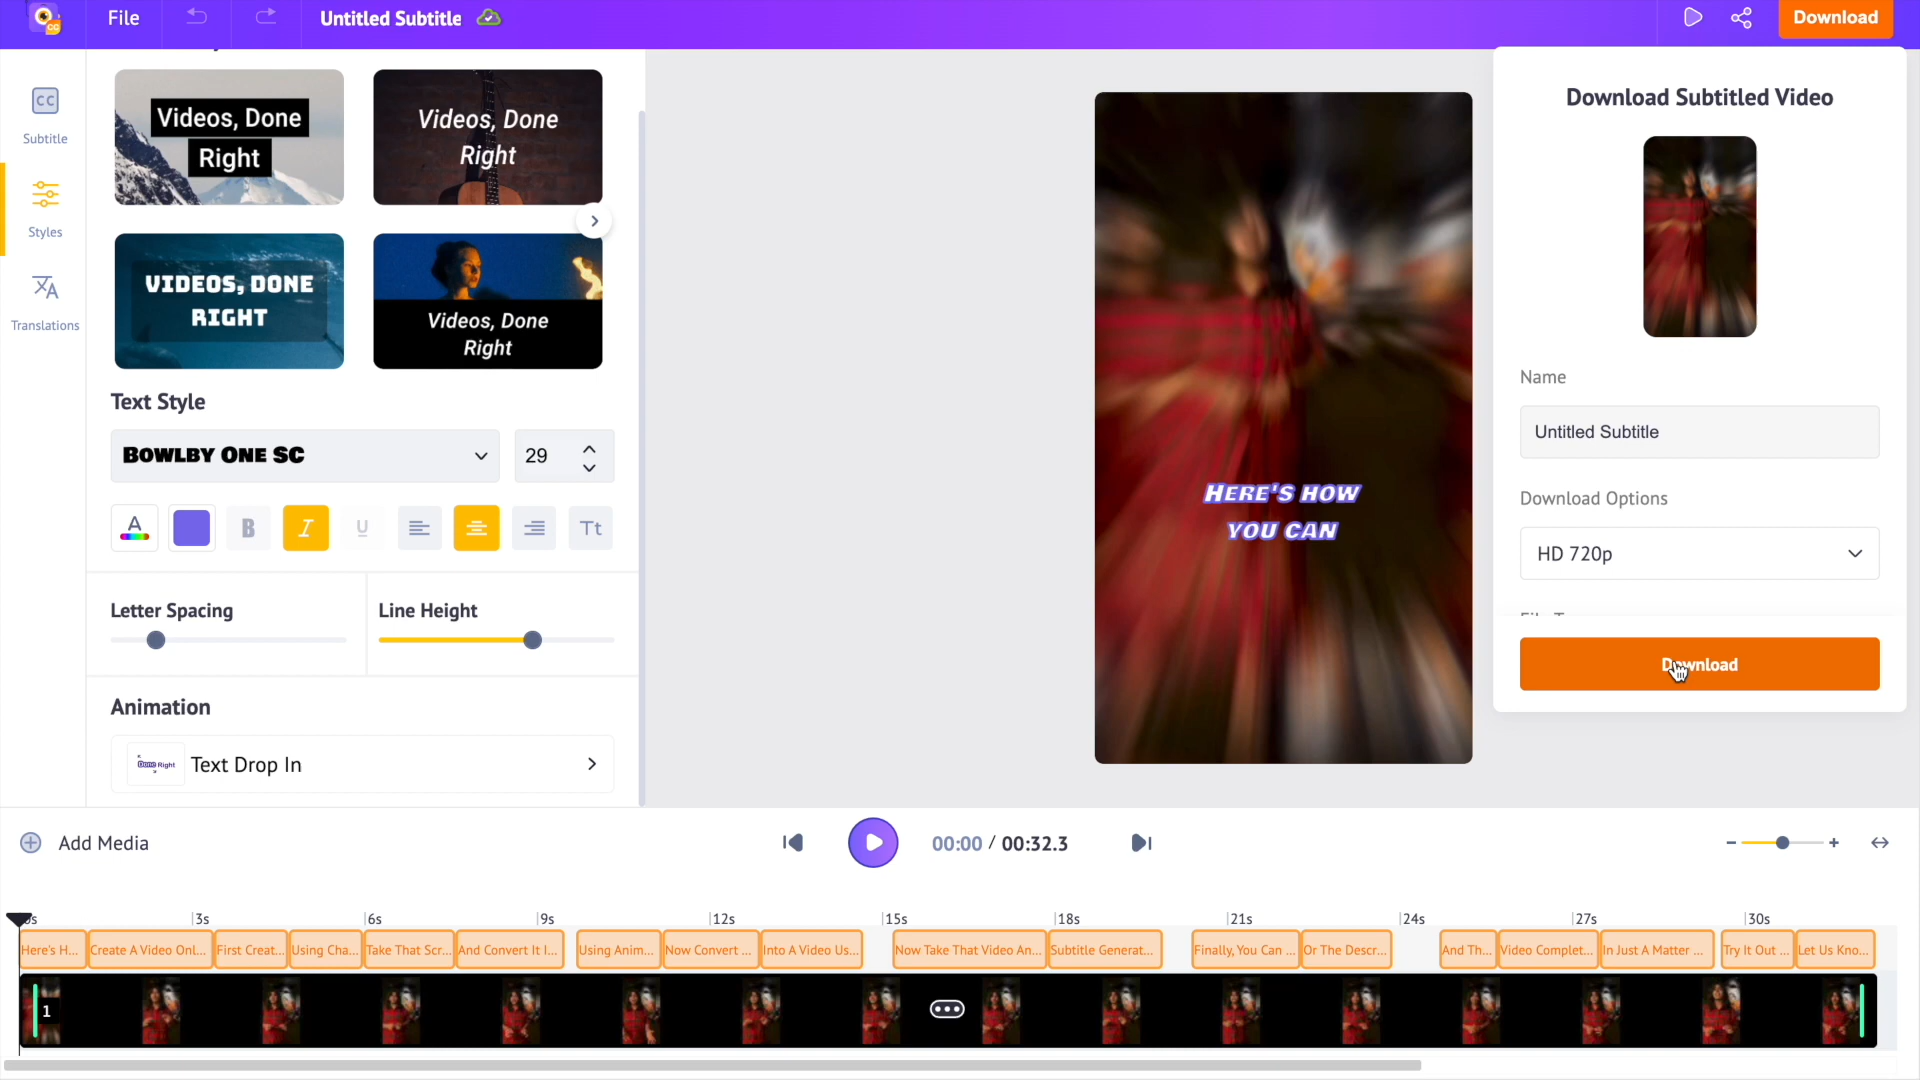 CC
File
Untitled Subtitle
Download
CC
Subtitle
Styles
Translations
Videos, Done
Right
Videos, Done
Right
VIDEOS, DONE
RIGHT
Videos, Done
Right
Text Style
BOWLBY ONE SC
29
A
B
I
U
Tt
Letter Spacing
Line Height
Animation
Done Right
Text Drop In
HERE'S HOW
YOU CAN
Download Subtitled Video
Name
Untitled Subtitle
Download Options
HD 720p
Download
Add Media
00:00 / 00:32.3
3s 6s 9s 12s 15s 18s 21s 24s 27s 30s
Here's H... Create A Video Onl... First Creat... Using Cha... Take That Scr... And Convert It I... Using Anim... Now Convert ... Into A Video Us... Now Take That Video An... Subtitle Generat... Finally, You Can ... Or The Descr... And Th... Video Complet... In Just A Matter ... Try It Out ... Let Us Kno...
1